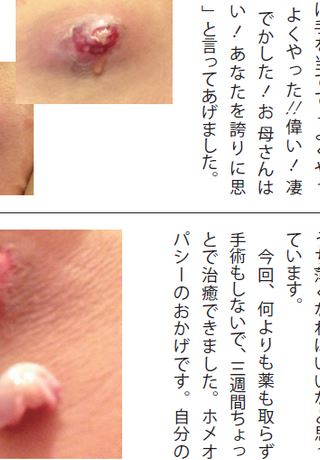 よくやった!!偉い!凄
でかした!お母さんは
い!あなたを誇りに思
」と言ってあげました。
ています。
今回、何よりも薬も取らず
手術もしないで、三週間ちょっ
とで治癒できました。ホメオ
パシーのおかげです。自分の